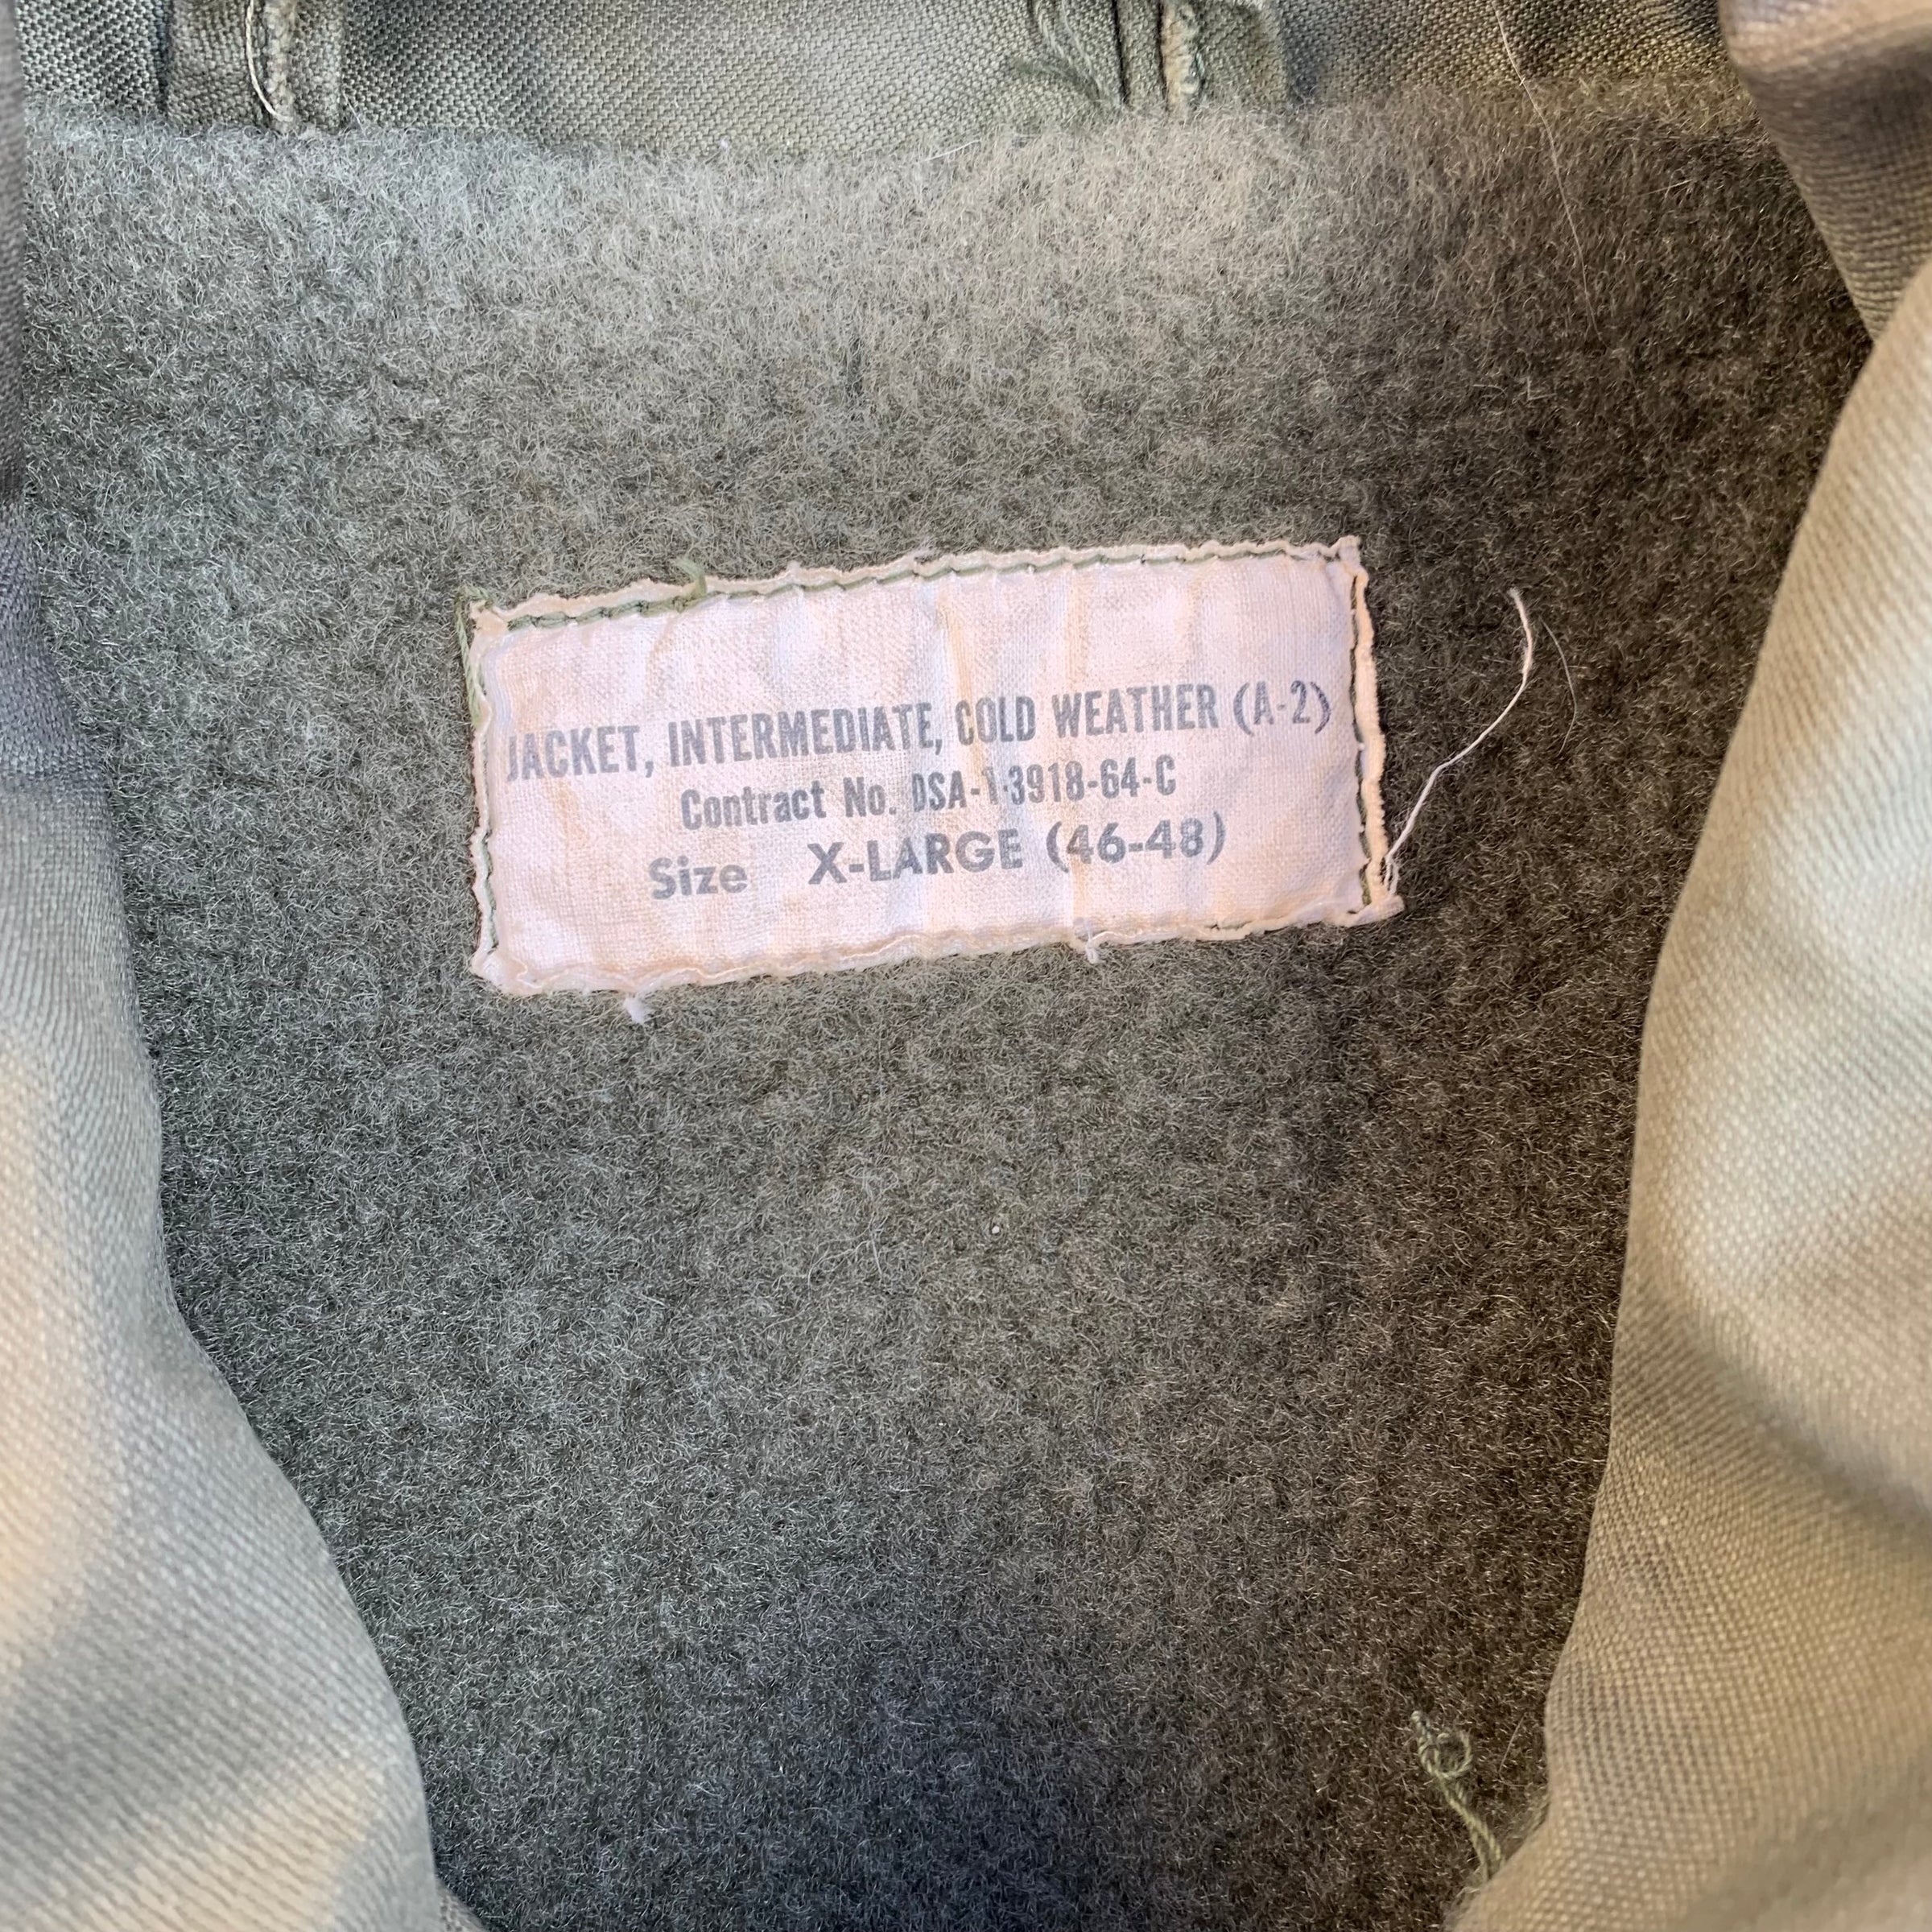 JACKET, INTERMEDIATE, COLD WEATHER (A-2)
Contract No. DSA-1-3918-64-C
Size X-LARGE (46-48)